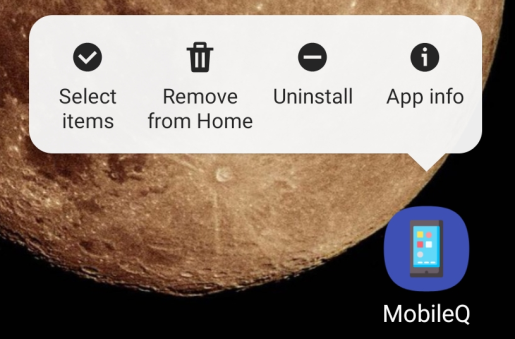 Select
items
Remove
from Home
Uninstall
App info
MobileQ